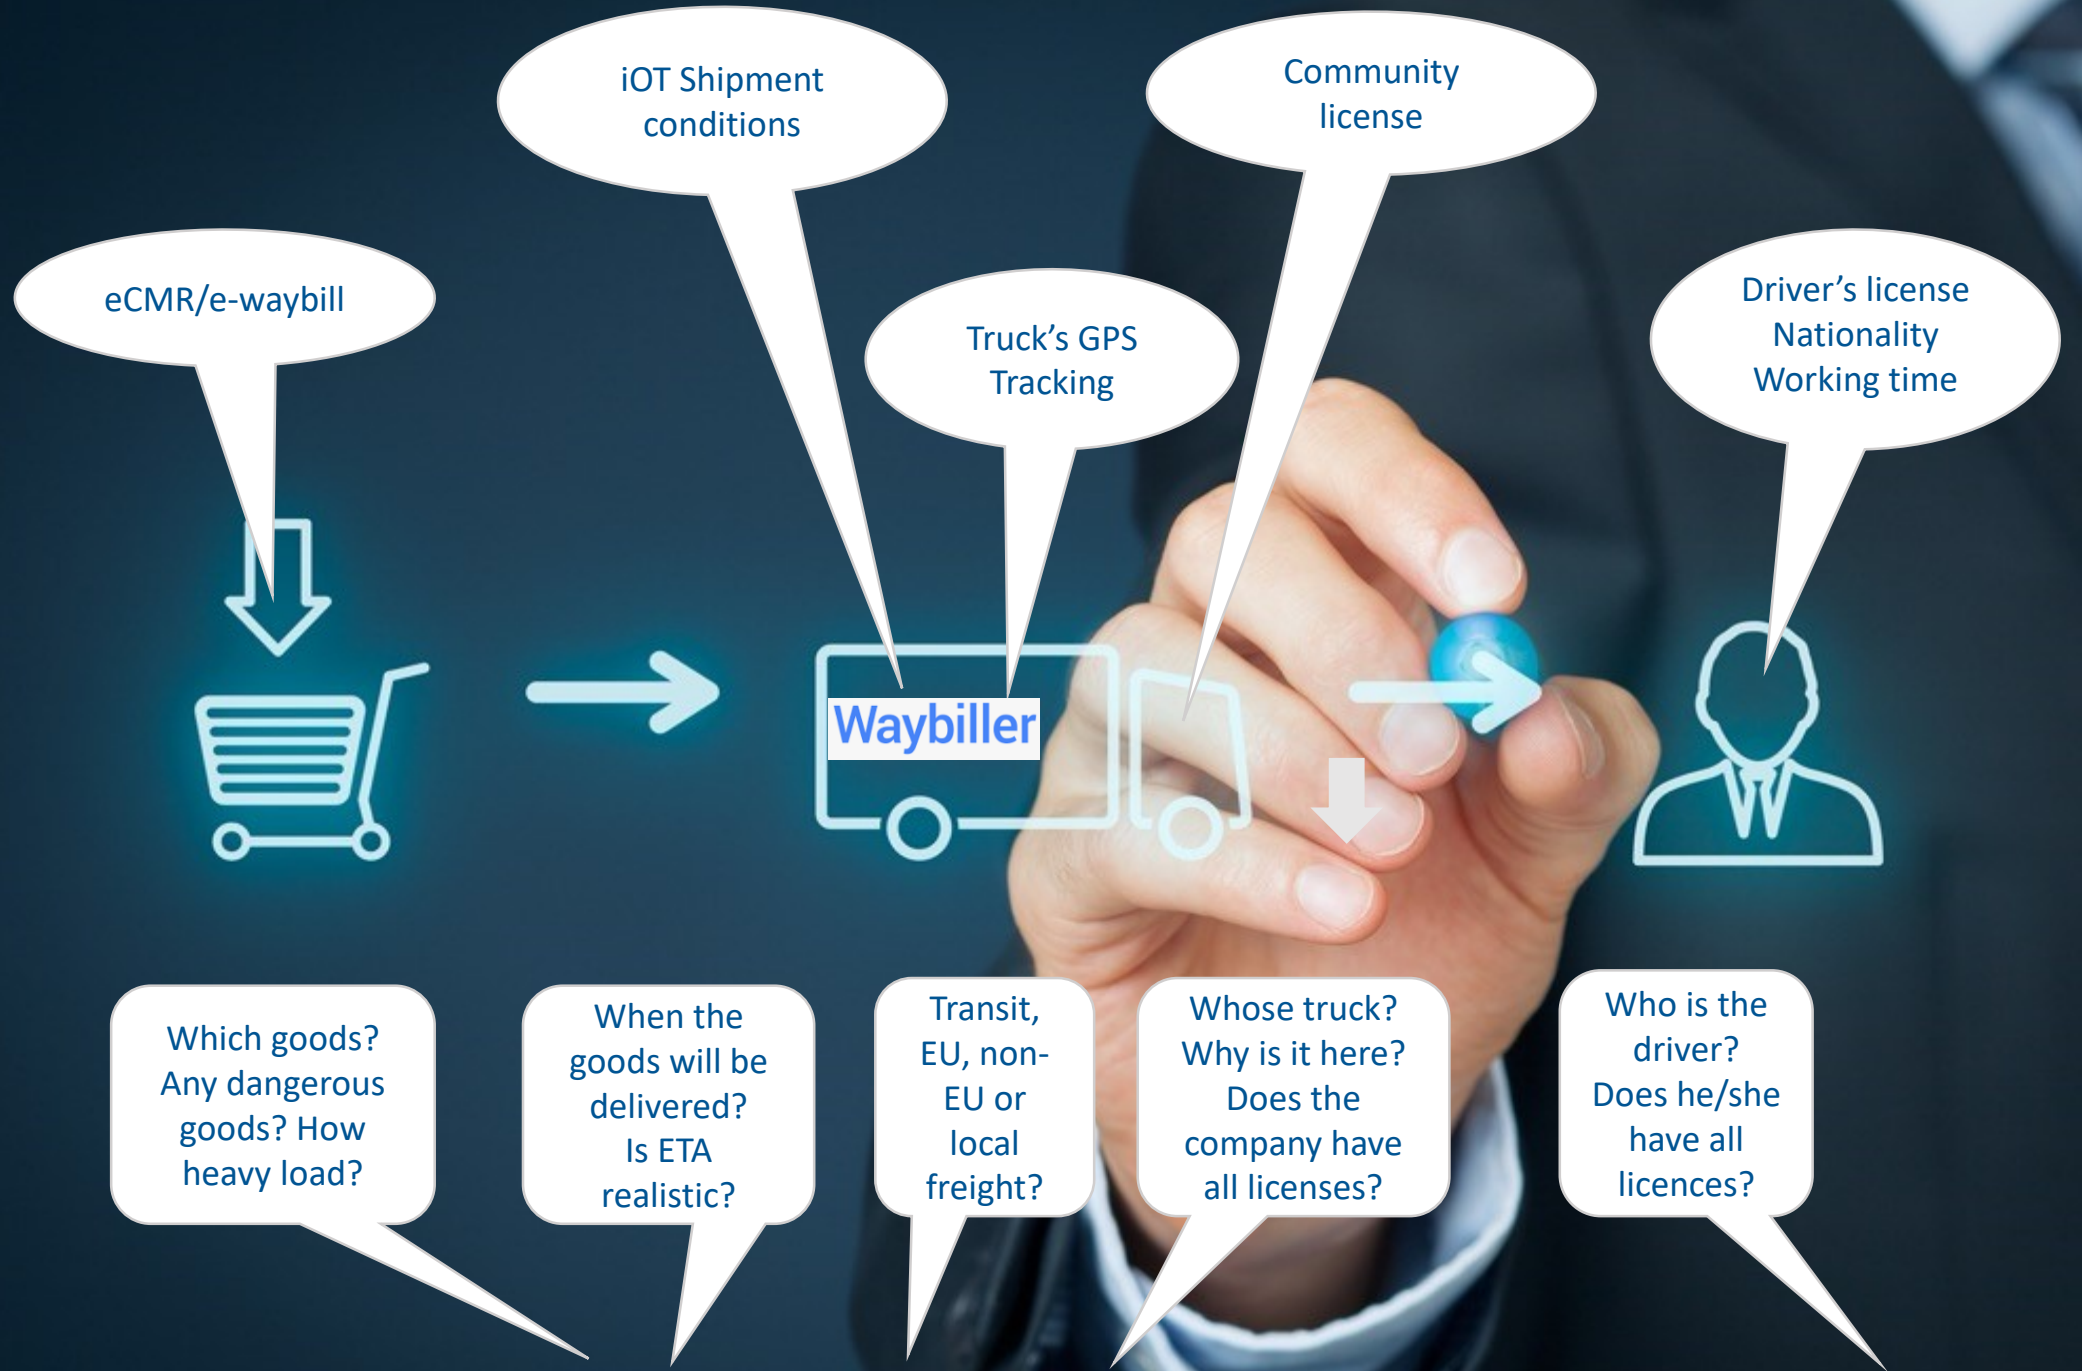 iOT Shipment
conditions
Community
license
eCMR/e-waybill
Truck’s GPS
Tracking
Driver’s license
Nationality
Working time
Waybiller
Which goods?
Any dangerous
goods? How
heavy load?
When the
goods will be
delivered?
Is ETA
realistic?
Transit,
EU, non-
EU or
local
freight?
Whose truck?
Why is it here?
Does the
company have
all licenses?
Who is the
driver?
Does he/she
have all
licences?